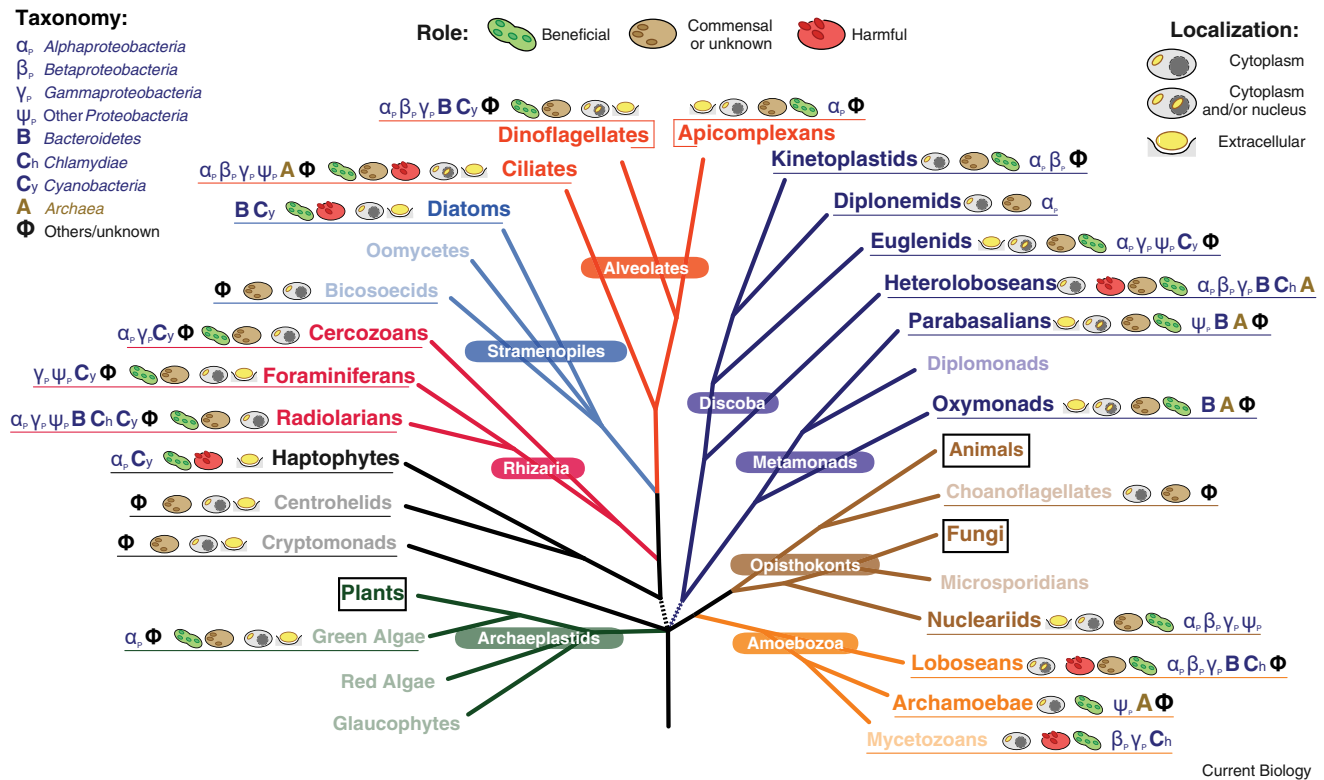 Taxonomy:
αP Alphaproteobacteria
βP Betaproteobacteria
γP Gammaproteobacteria
ψP Other Proteobacteria
B Bacteroidetes
Ch Chlamydiae
Cy Cyanobacteria
A Archaea
Φ Others/unknown
Role:
Beneficial
Commensal
or unknown
Harmful
Localization:
Cytoplasm
Cytoplasm
and/or nucleus
Extracellular
αP βP γP B Cy Φ
Dinoflagellates
αP Φ
Apicomplexans
αP βP γP ψP A Φ Ciliates
B Cy Diatoms
Oomycetes
Φ Bicosoecids
αP γP Cy Φ Cercozoans
γP ψP Cy Φ Foraminiferans
αP γP ψP B Ch Cy Φ Radiolarians
αP Cy Haptophytes
Φ Centrohelids
Φ Cryptomonads
Plants
αP Φ Green Algae
Red Algae
Glaucophytes
Alveolates
Stramenopiles
Rhizaria
Archaeplastids
Discoba
Metamonads
Opisthokonts
Amoebozoa
Kinetoplastids αP βP Φ
Diplonemids αP
Euglenids αP γP ψP Cy Φ
Heteroloboseans αP βP γP B Ch A
Parabasalians ψP B A Φ
Diplomonads
Oxymonads B A Φ
Animals
Choanoflagellates Φ
Fungi
Microsporidians
Nucleariids αP βP γP ψP
Loboseans αP βP γP B Ch Φ
Archamoebae ψP A Φ
Mycetozoans βP γP Ch
Current Biology